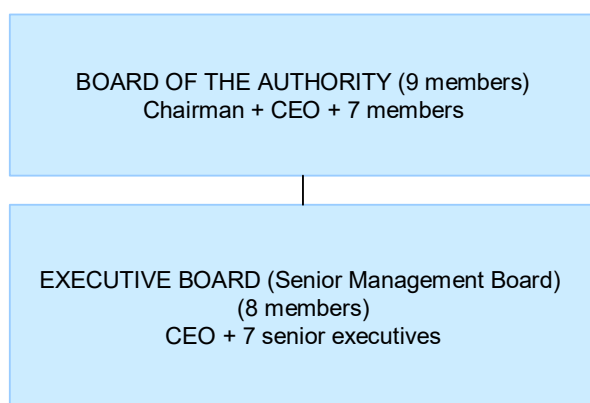 BOARD OF THE AUTHORITY (9 members)
Chairman + CEO + 7 members
EXECUTIVE BOARD (Senior Management Board)
(8 members)
CEO + 7 senior executives